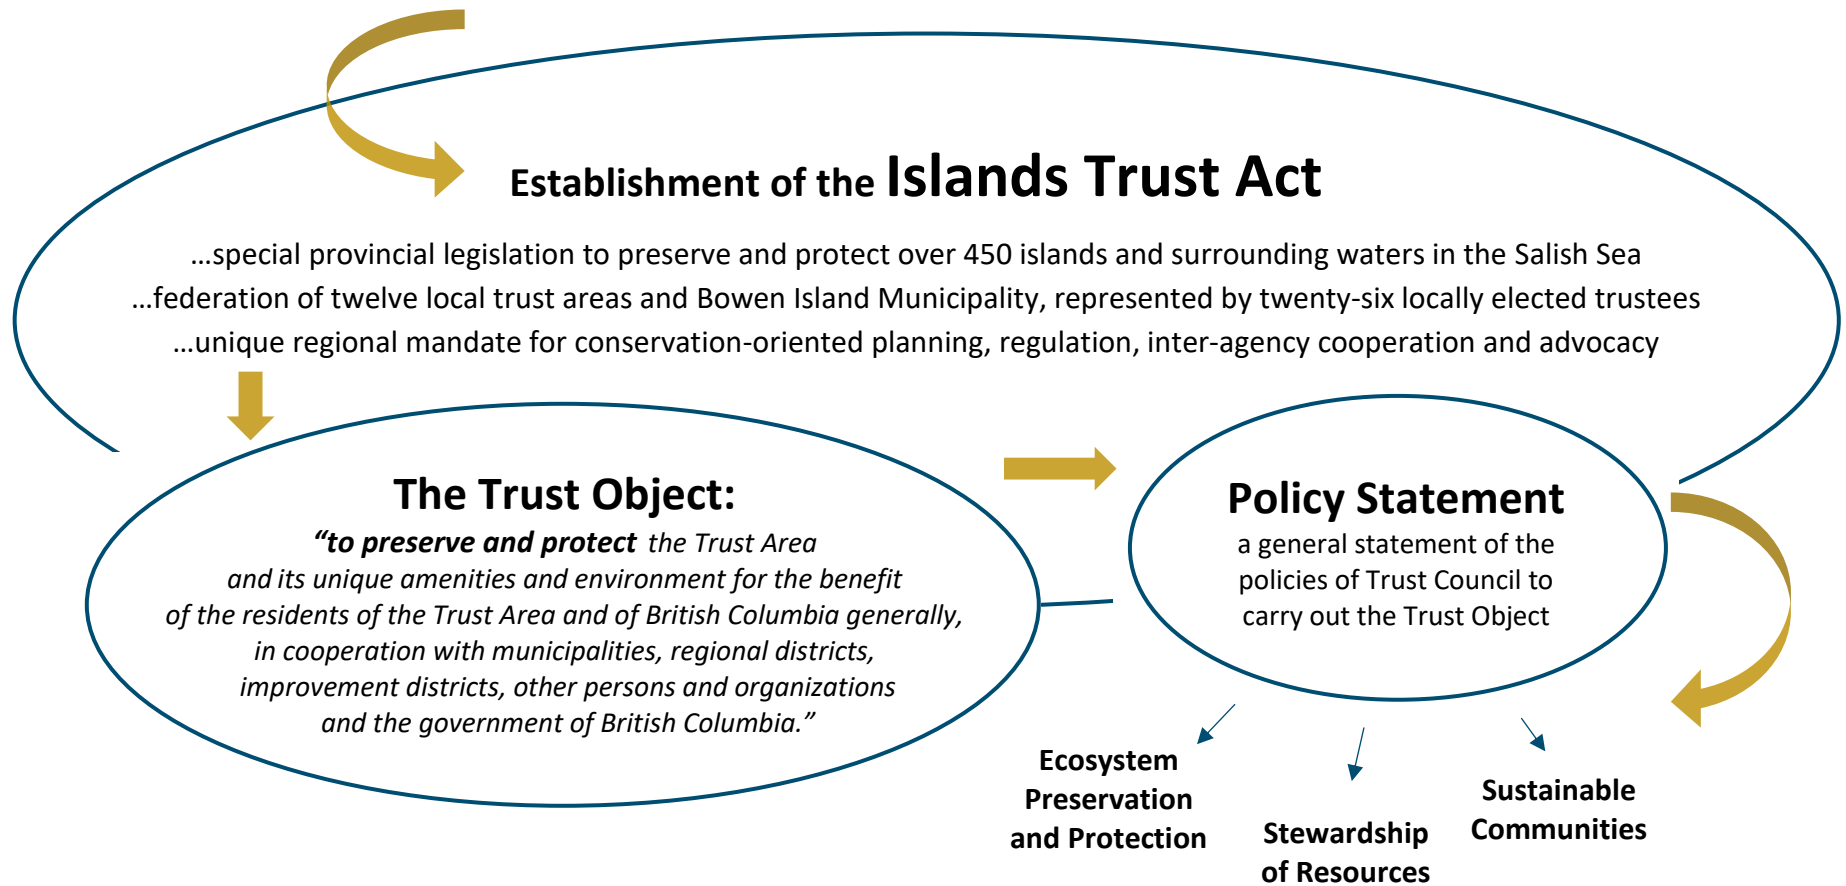 Establishment of the Islands Trust Act
…special provincial legislation to preserve and protect over 450 islands and surrounding waters in the Salish Sea
…federation of twelve local trust areas and Bowen Island Municipality, represented by twenty-six locally elected trustees
…unique regional mandate for conservation-oriented planning, regulation, inter-agency cooperation and advocacy
The Trust Object:
“to preserve and protect the Trust Area
and its unique amenities and environment for the benefit
of the residents of the Trust Area and of British Columbia generally,
in cooperation with municipalities, regional districts,
improvement districts, other persons and organizations
and the government of British Columbia.”
Policy Statement
a general statement of the
policies of Trust Council to
carry out the Trust Object
Ecosystem
Preservation
and Protection
Stewardship
of Resources
Sustainable
Communities